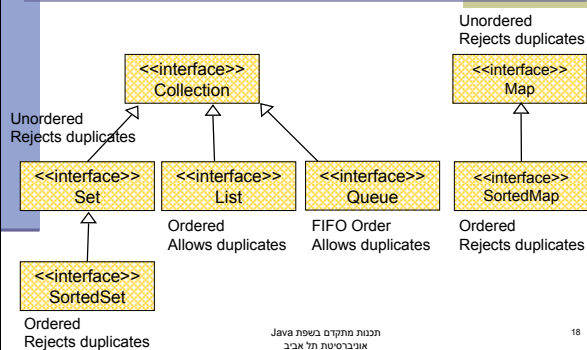 Unordered
Rejects duplicates
<<interface>>
Collection
<<interface>>
Map
Unordered
Rejects duplicates
<<interface>>
Set
<<interface>>
List
<<interface>>
Queue
<<interface>>
SortedMap
Ordered
Allows duplicates
FIFO Order
Allows duplicates
Ordered
Rejects duplicates
<<interface>>
SortedSet
Ordered
Rejects duplicates
תכנות מתקדם בשפת Java
אוניברסיטת תל אביב
18